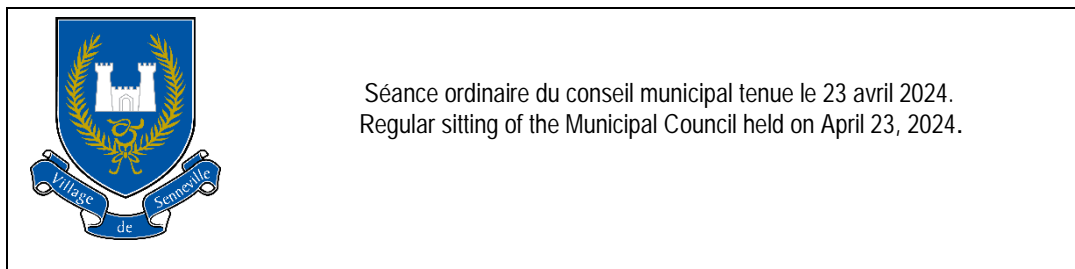 Séance ordinaire du conseil municipal tenue le 23 avril 2024.
Regular sitting of the Municipal Council held on April 23, 2024.
Village
de
Senneville